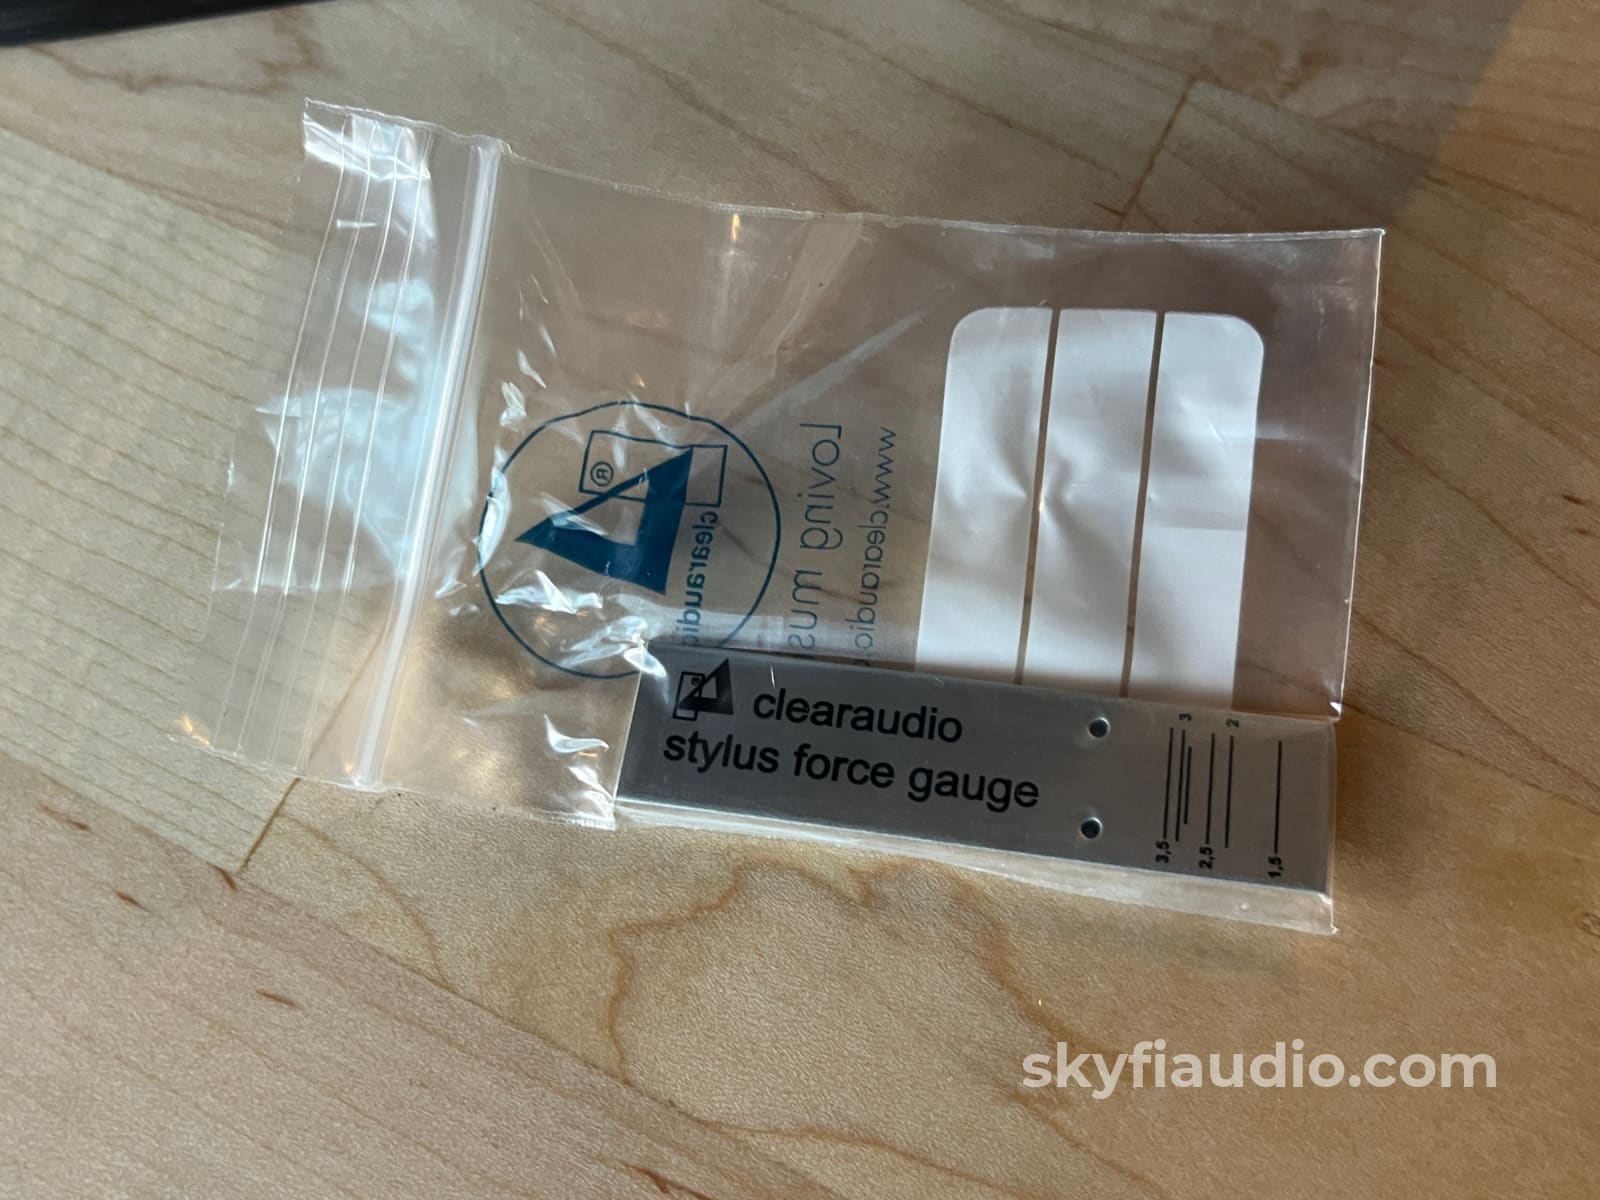 ®
clearaudio
loving mus
www.clearaudio.
clearaudio
stylus force gauge
3,5
3
2,5
2
1,5
skyfiaudio.com